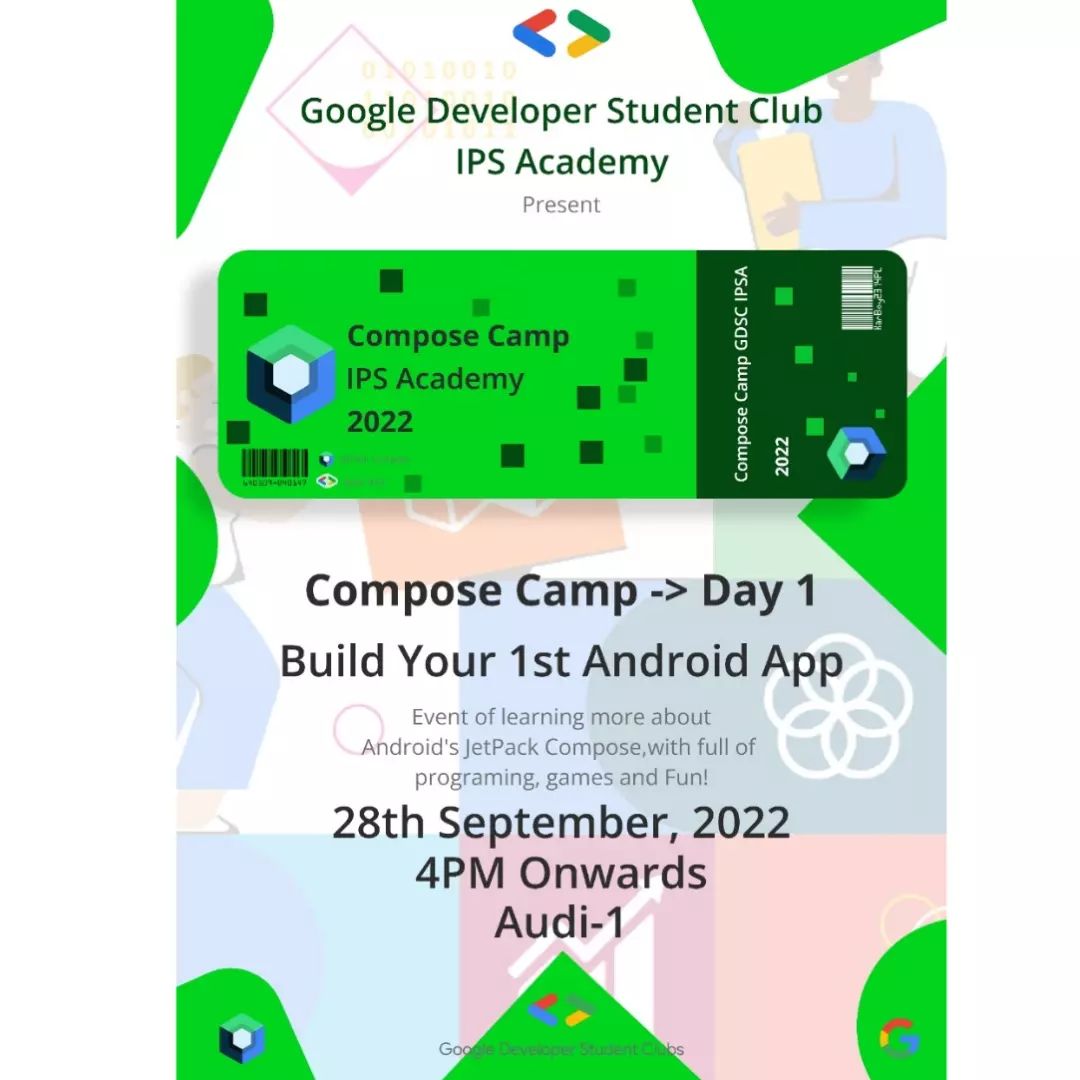 01010010
Google Developer Student Club
IPS Academy
Present
Compose Camp
IPS Academy
2022
Compose Camp GDSC IPSA
2022
Compose Camp -> Day 1
Build Your 1st Android App
Event of learning more about
Android's JetPack Compose,with full of
programing, games and Fun!
28th September, 2022
4PM Onwards
Audi-1
Google Developer Student Clubs